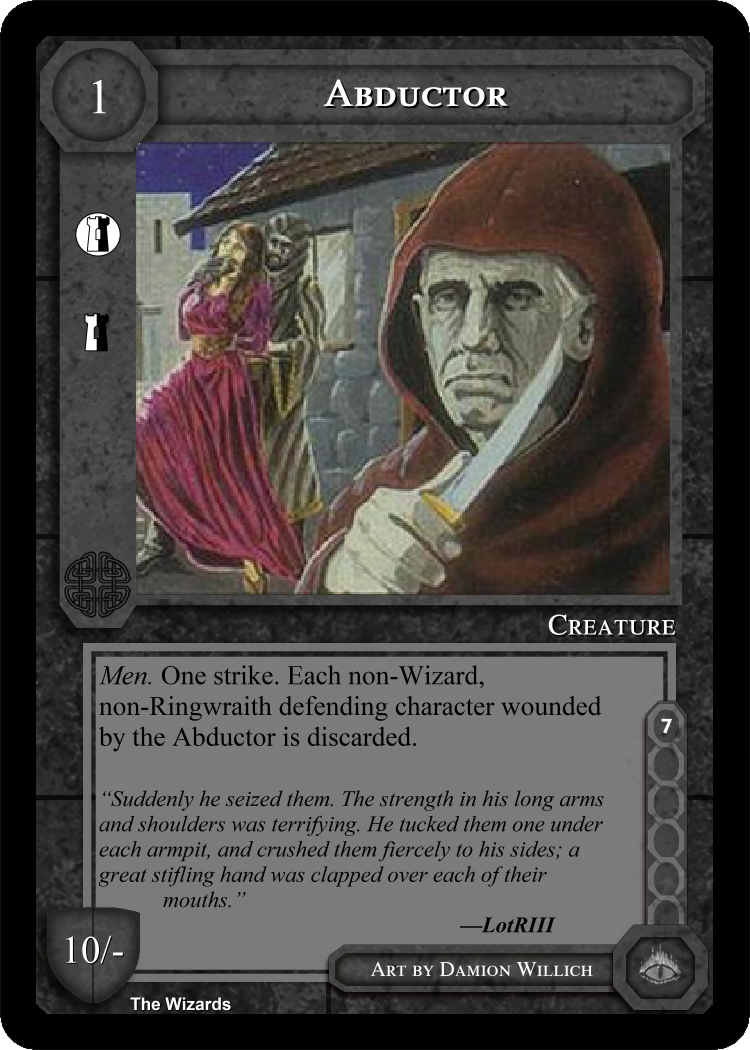 1
ABDUCTOR
CREATURE
Men. One strike. Each non-Wizard,
non-Ringwraith defending character wounded
by the Abductor is discarded.
7
“Suddenly he seized them. The strength in his long arms
and shoulders was terrifying. He tucked them one under
each armpit, and crushed them fiercely to his sides; a
great stifling hand was clapped over each of their
mouths.”
—LotRIII
10/-
ART BY DAMION WILLICH
The Wizards